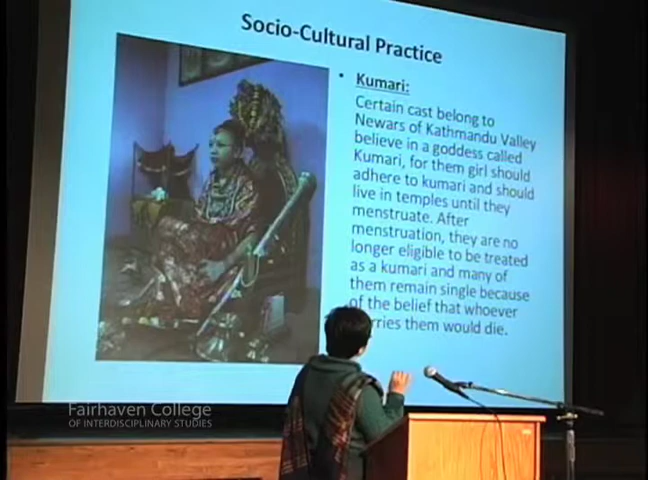 Socio-Cultural Practice
• Kumari:
Certain cast belong to
Newars of Kathmandu Valley
believe in a goddess called
Kumari, for them girl should
adhere to kumari and should
live in temples until they
menstruate. After
menstruation, they are no
longer eligible to be treated
as a kumari and many of
them remain single because
of the belief that whoever
rries them would die.
Fairhaven College
OF INTERDISCIPLINARY STUDIES